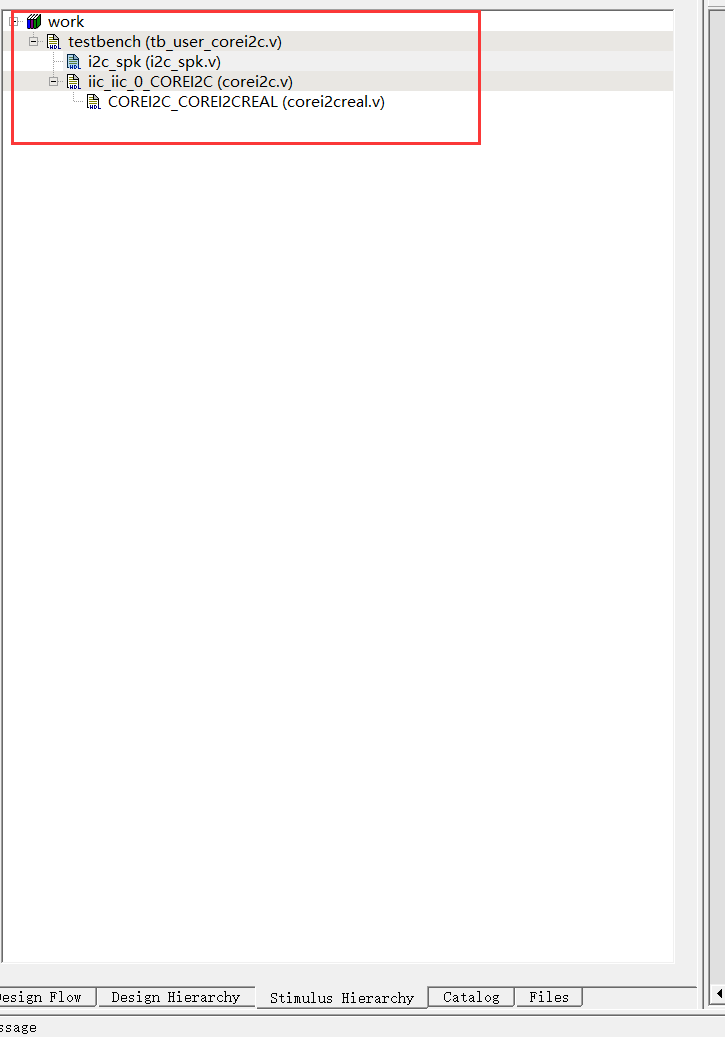 work
testbench (tb_user_corei2c.v)
i2c_spk (i2c_spk.v)
iic_iic_0_COREI2C (corei2c.v)
COREI2C_COREI2CREAL (corei2creal.v)
Design Flow Design Hierarchy Stimulus Hierarchy Catalog Files
ssage